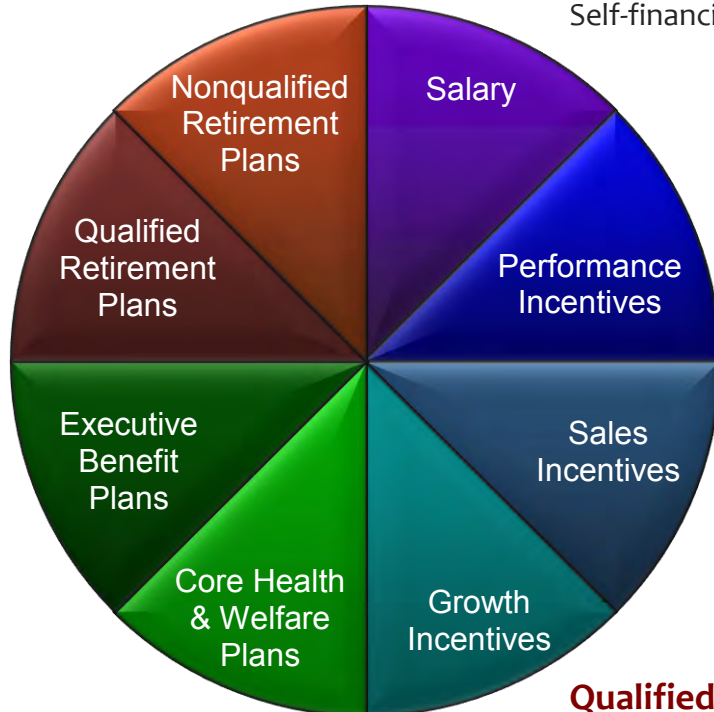 Self-financi
Nonqualified
Retirement
Plans
Salary
Qualified
Retirement
Plans
Performance
Incentives
Executive
Benefit
Plans
Sales
Incentives
Core Health
& Welfare
Plans
Growth
Incentives
Qualified